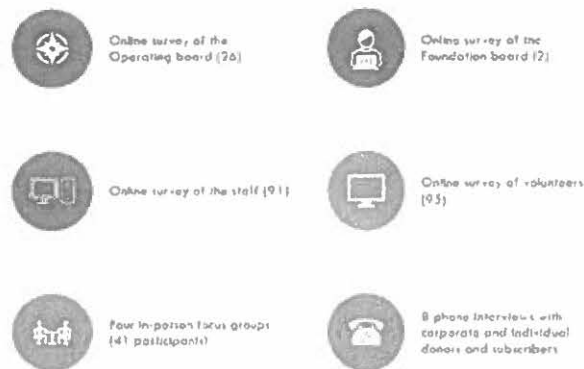 Online survey of the
Operating board (26)
Online survey of the
Foundation board (2)
Online survey of the staff (91)
Online survey of volunteers
(95)
Four in-person focus groups
(41 participants)
8 phone interviews with
corporate and individual
donors and subscribers